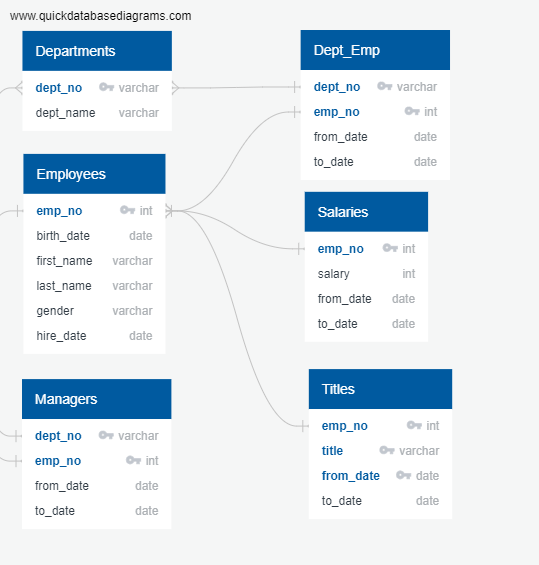 www.quickdatabasediagrams.com
Departments
dept_no varchar
dept_name varchar
Employees
emp_no int
birth_date date
first_name varchar
last_name varchar
gender varchar
hire_date date
Managers
dept_no varchar
emp_no int
from_date date
to_date date
Dept_Emp
dept_no varchar
emp_no int
from_date date
to_date date
Salaries
emp_no int
salary int
from_date date
to_date date
Titles
emp_no int
title varchar
from_date date
to_date date